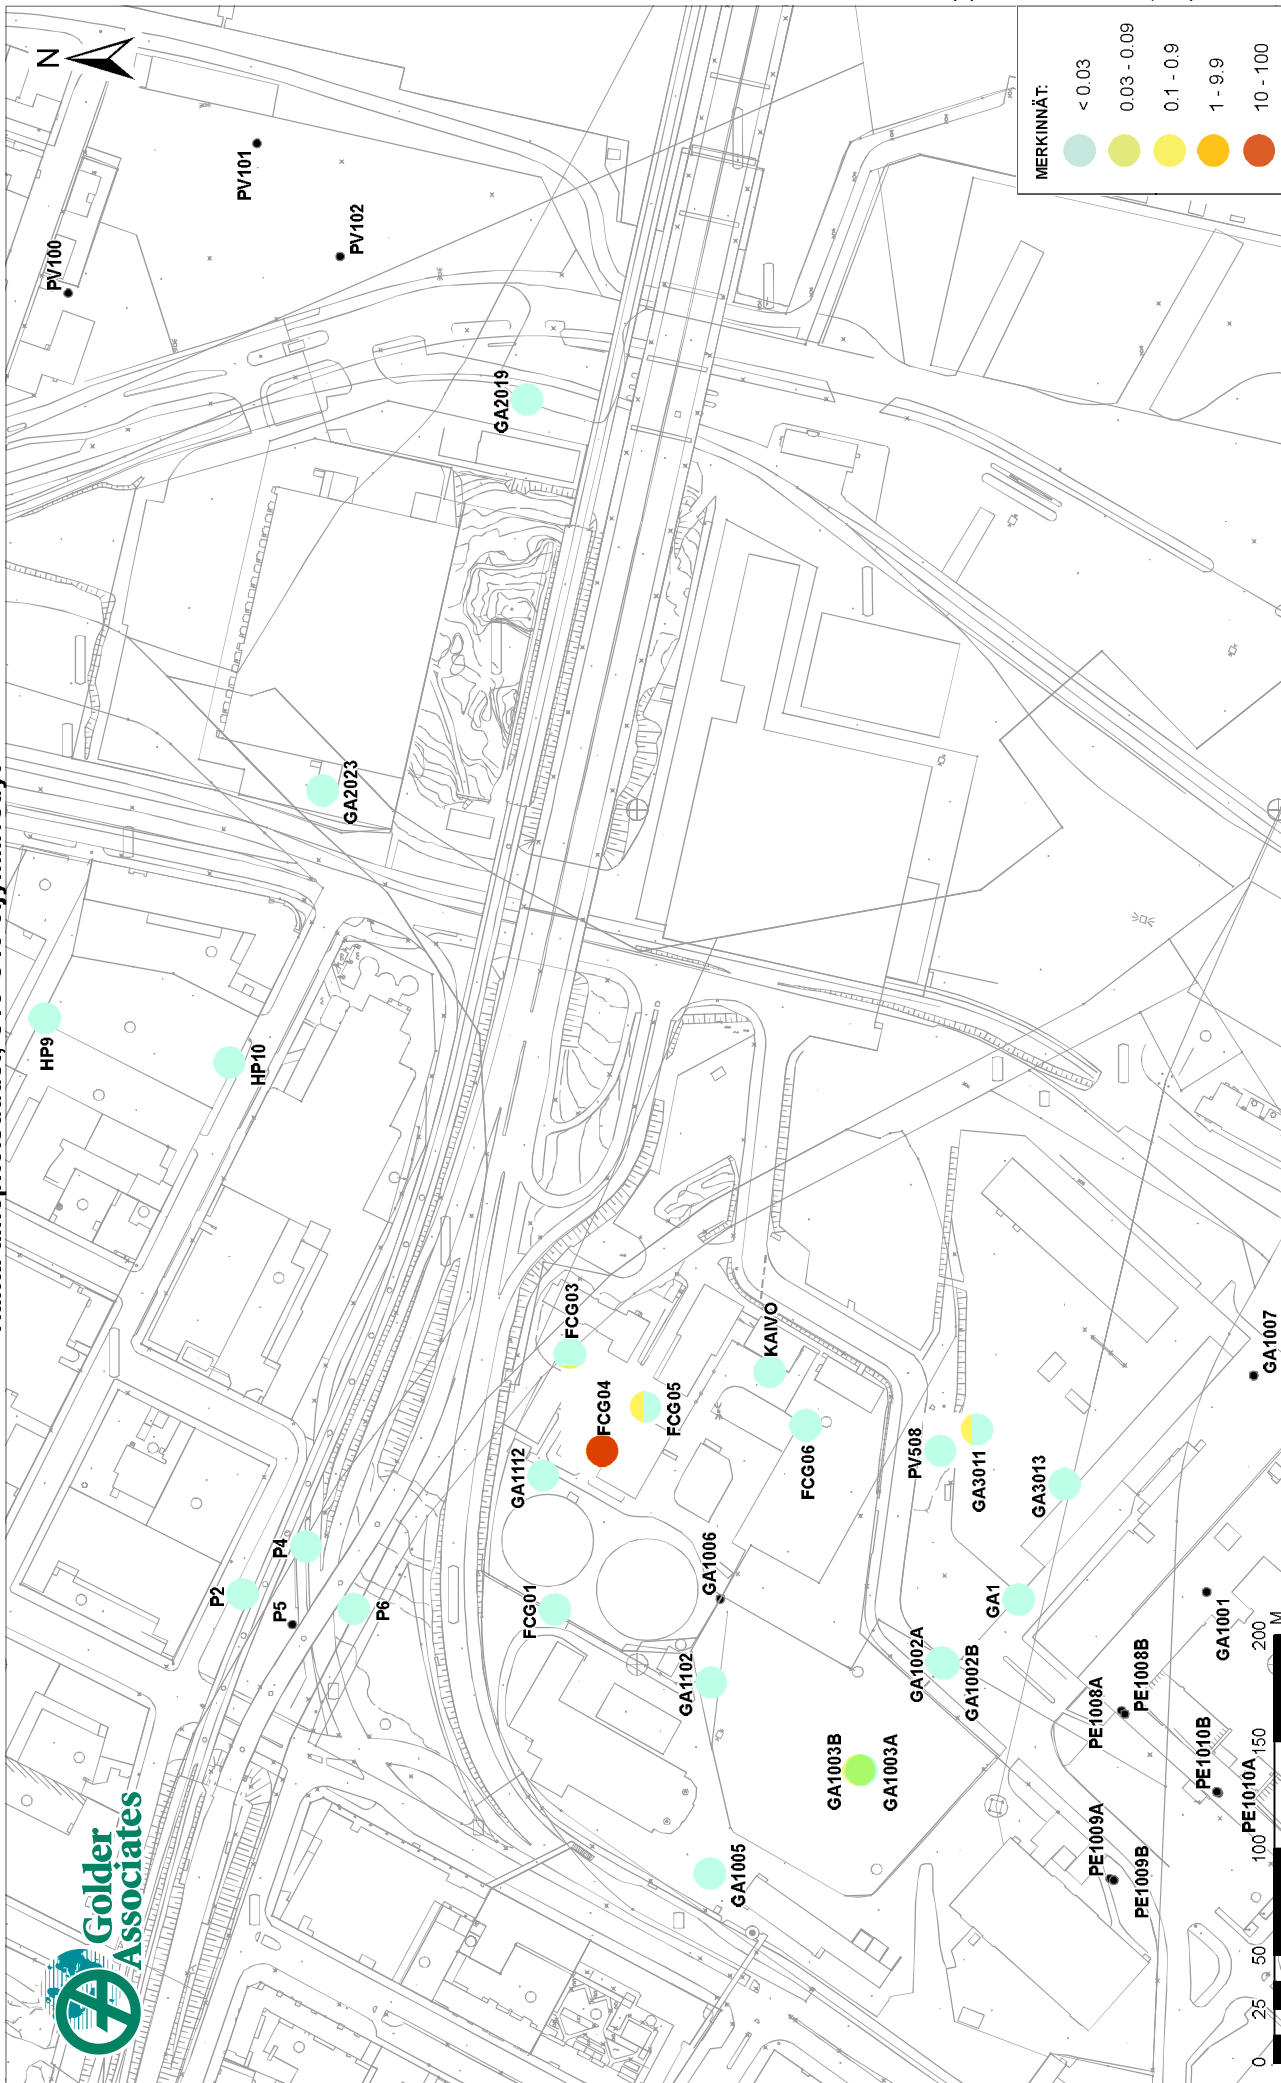 N
Golder
Associates
PV100
PV101
PV102
GA2019
GA2023
HP9
HP10
P2
P4
P5
P6
FCG03
FCG04
FCG05
GA1112
KAIVO
FCG06
FCG01
GA1006
GA1102
PV508
GA3011
GA3013
GA1
GA1002A
GA1002B
GA1003B
GA1003A
GA1005
GA1007
GA1001
PE1008A
PE1008B
PE1010B
PE1010A
PE1009A
PE1009B
MERKINNÄT:
< 0.03
0.03 - 0.09
0.1 - 0.9
1 - 9.9
10 - 100
0 25 50 100 150 200
M